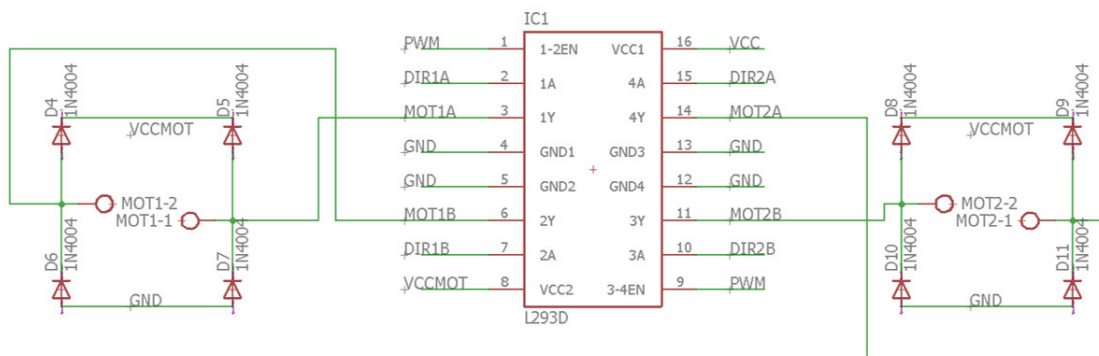 IC1
PWM 1 1-2EN VCC1 16 VCC
DIR1A 2 1A 4A 15 DIR2A
MOT1A 3 1Y 4Y 14 MOT2A
GND 4 GND1 GND3 13 GND
GND 5 GND2 GND4 12 GND
MOT1B 6 2Y 3Y 11 MOT2B
DIR1B 7 2A 3A 10 DIR2B
VCCMOT 8 VCC2 3-4EN 9 PWM
L293D
D4 1N4004
D5 1N4004
VCCMOT
MOT1-2
MOT1-1
D6 1N4004
D7 1N4004
GND
D8 1N4004
D9 1N4004
VCCMOT
MOT2-2
MOT2-1
D10 1N4004
D11 1N4004
GND